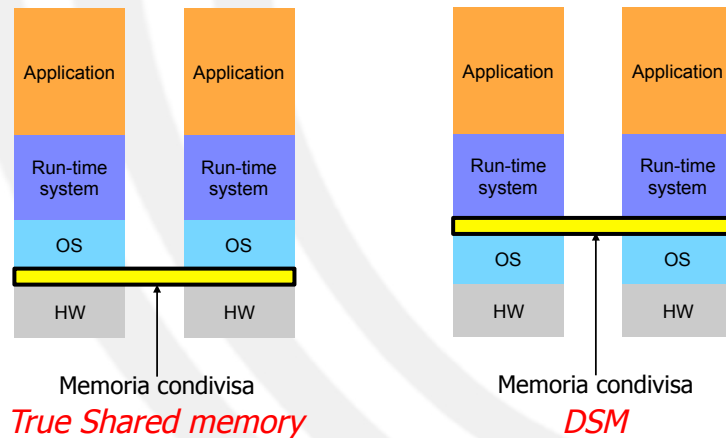 Application
Application
Run-time
system
Run-time
system
OS
OS
HW
HW
Memoria condivisa
True Shared memory
Application
Application
Run-time
system
Run-time
system
OS
OS
HW
HW
Memoria condivisa
DSM